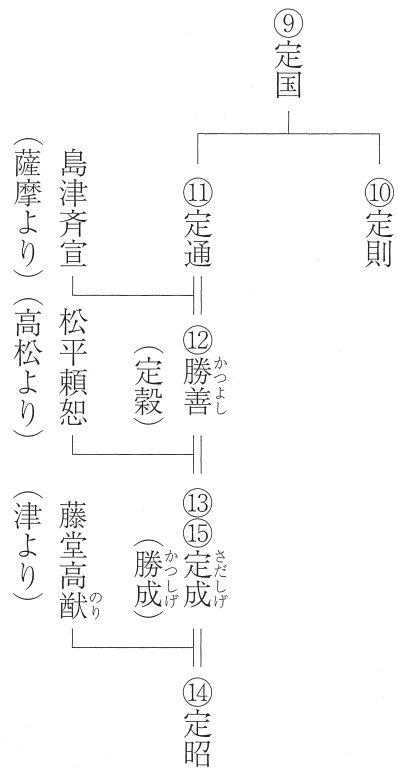 ⑨定国
⑩定則
⑪定通
島津斉宣
（薩摩より）
⑫勝善
かつよし
（定穀）
松平頼恕
（高松より）
⑬⑮定成
さだしげ
（勝成）
かつしげ
藤堂高猷
のり
（津より）
⑭定昭